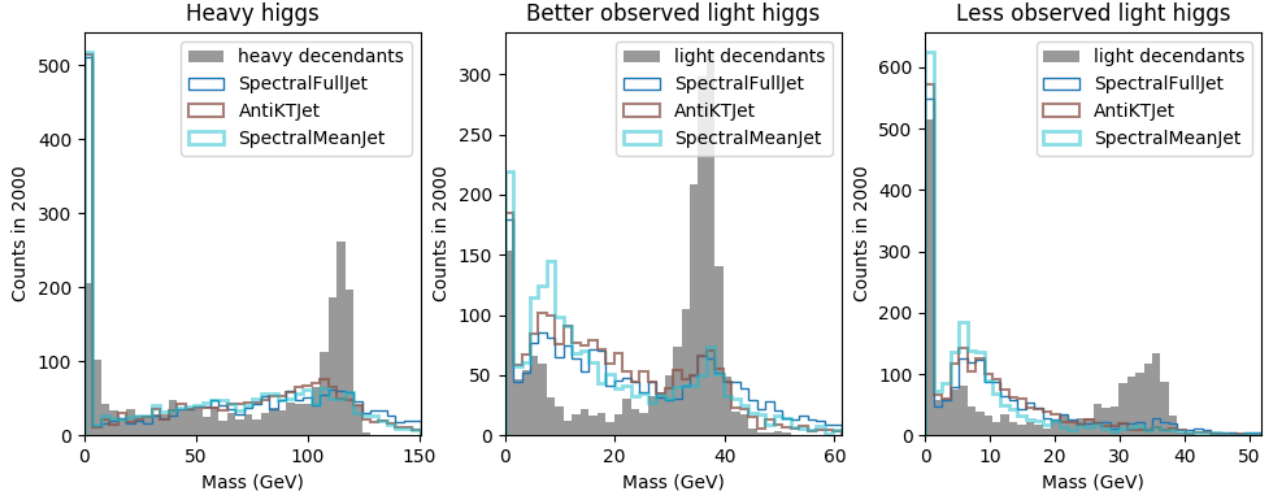 Heavy higgs
heavy decendants
SpectralFullJet
AntiKTJet
SpectralMeanJet
Counts in 2000
500
400
300
200
100
0
0 50 100 150
Mass (GeV)
Better observed light higgs
light decendants
SpectralFullJet
AntiKTJet
SpectralMeanJet
Counts in 2000
300
250
200
150
100
50
0
0 20 40 60
Mass (GeV)
Less observed light higgs
light decendants
SpectralFullJet
AntiKTJet
SpectralMeanJet
Counts in 2000
600
500
400
300
200
100
0
0 10 20 30 40 50
Mass (GeV)